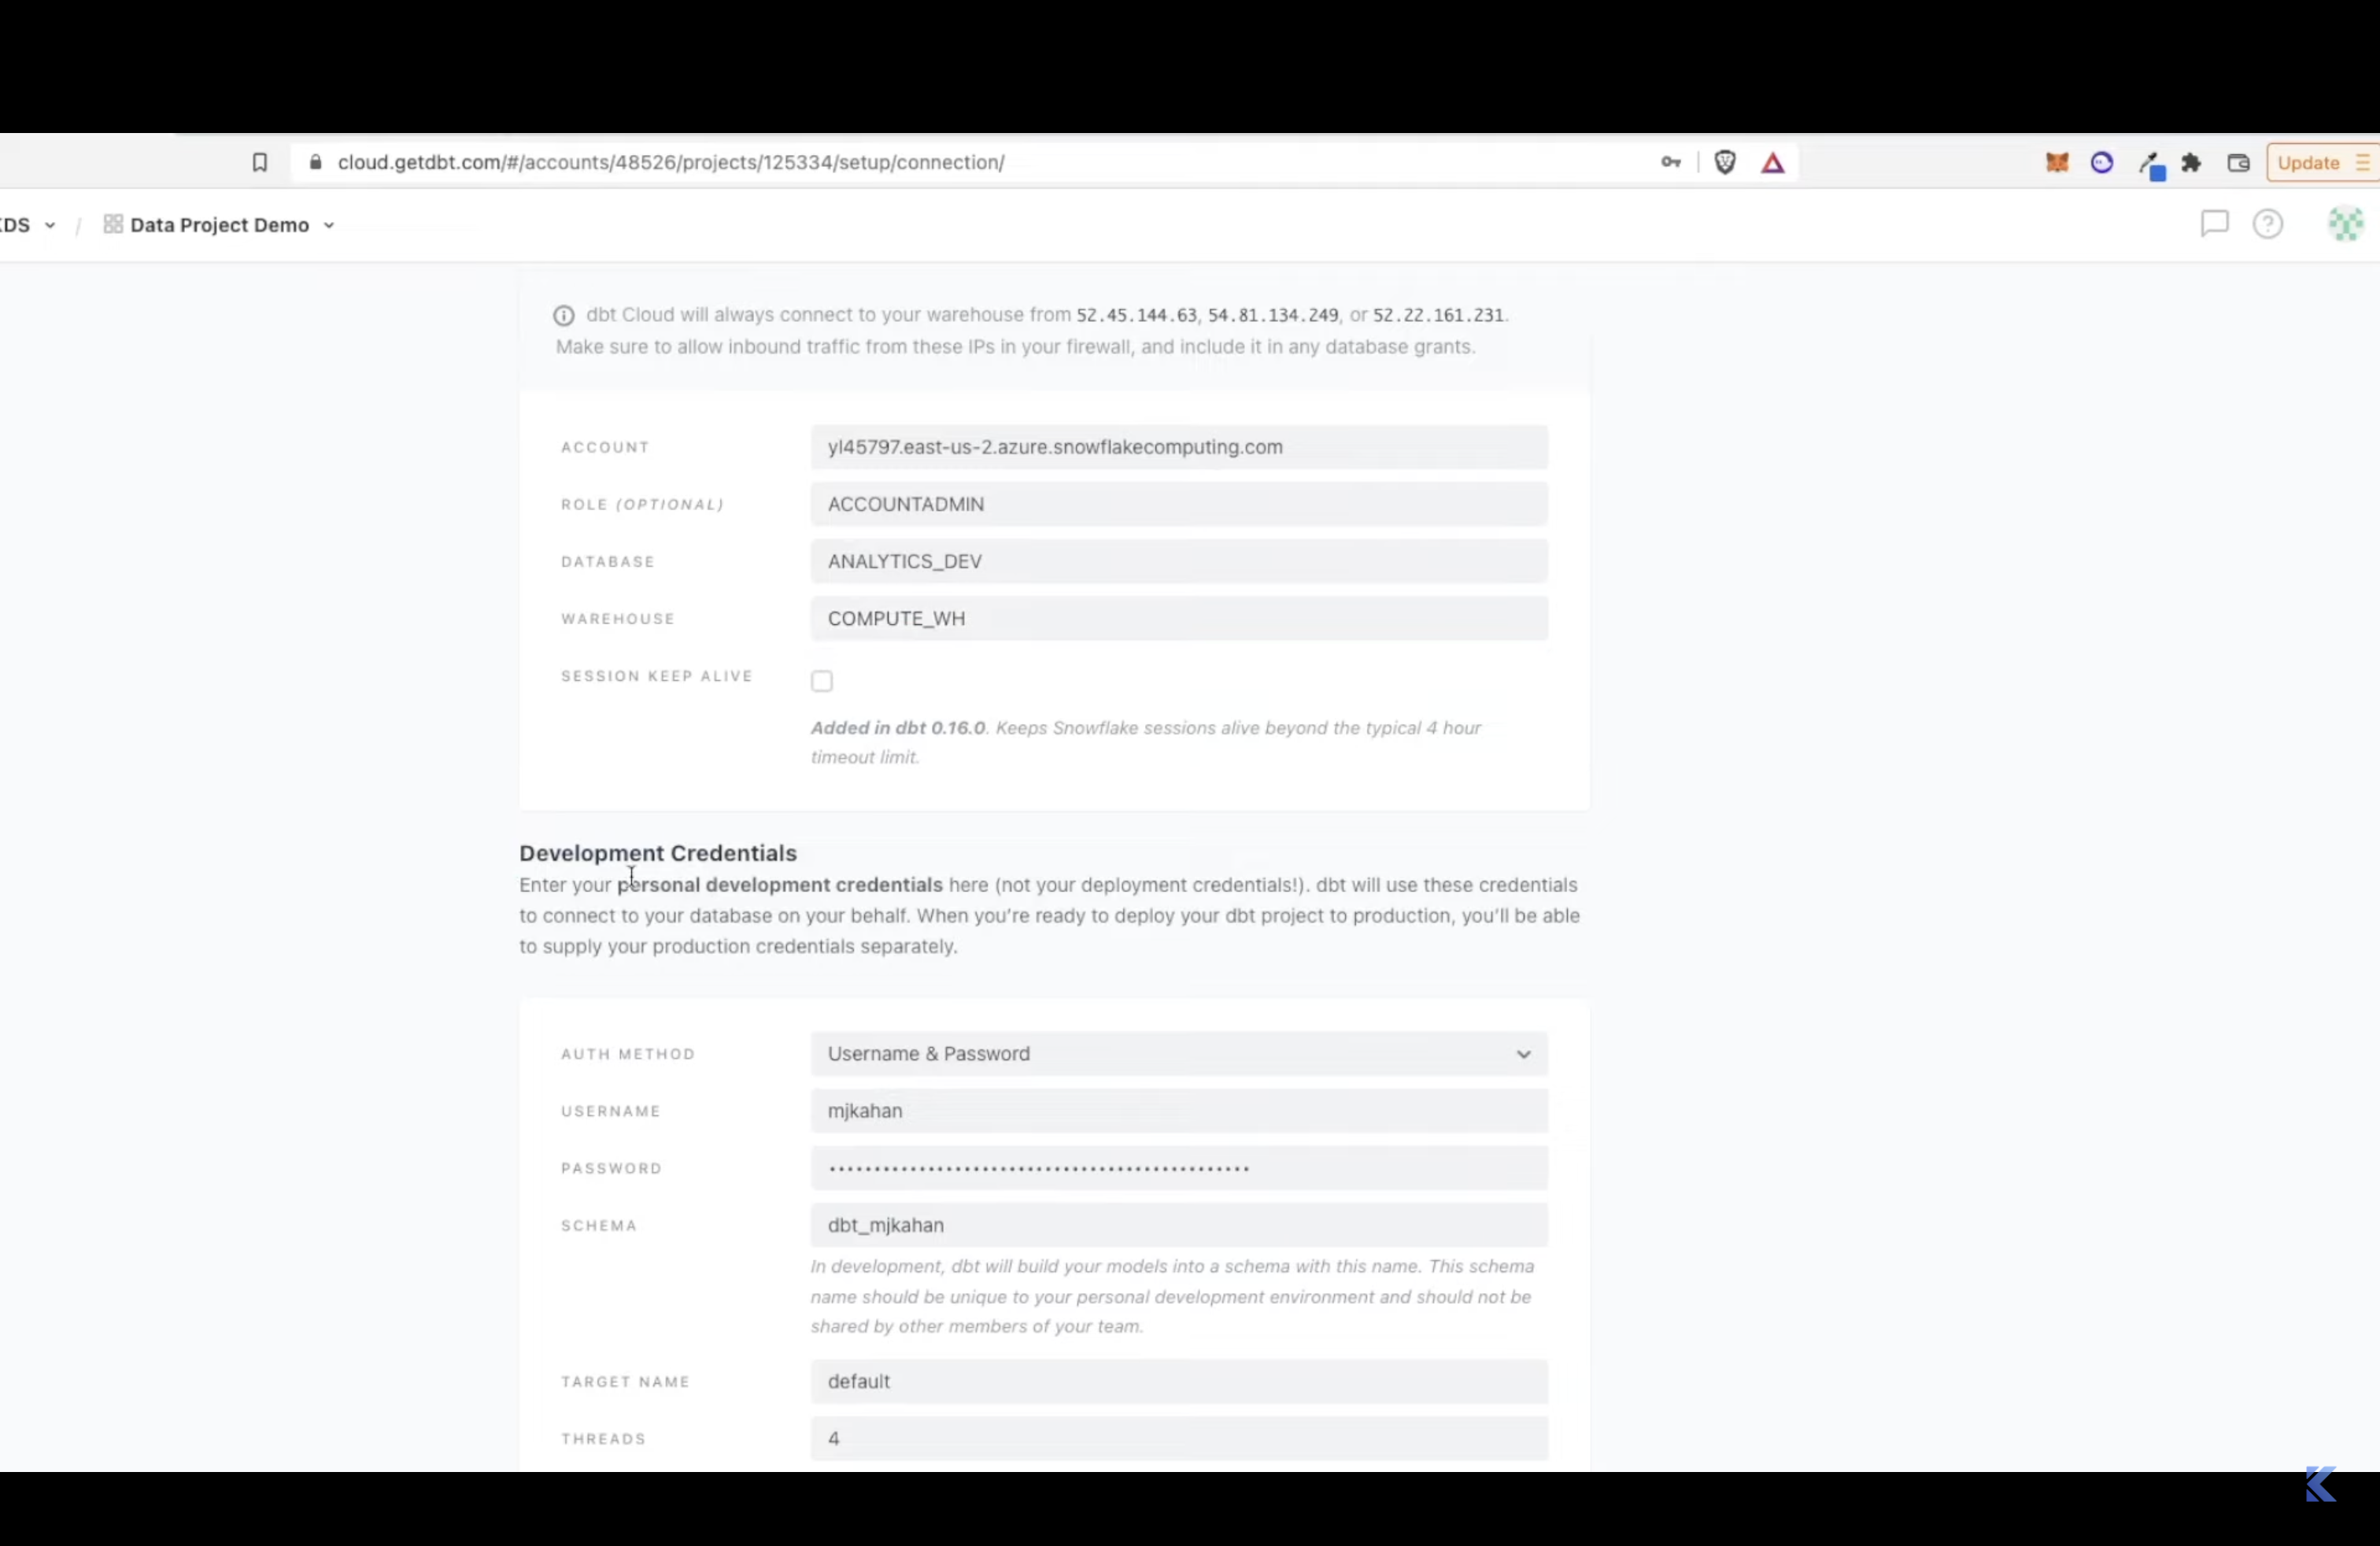 cloud.getdbt.com/#/accounts/48526/projects/125334/setup/connection/
Update
KDS / Data Project Demo
dbt Cloud will always connect to your warehouse from 52.45.144.63, 54.81.134.249, or 52.22.161.231.
Make sure to allow inbound traffic from these IPs in your firewall, and include it in any database grants.
ACCOUNT yl45797.east-us-2.azure.snowflakecomputing.com
ROLE (OPTIONAL) ACCOUNTADMIN
DATABASE ANALYTICS_DEV
WAREHOUSE COMPUTE_WH
SESSION KEEP ALIVE
Added in dbt 0.16.0. Keeps Snowflake sessions alive beyond the typical 4 hour
timeout limit.
Development Credentials
Enter your personal development credentials here (not your deployment credentials!). dbt will use these credentials
to connect to your database on your behalf. When you're ready to deploy your dbt project to production, you'll be able
to supply your production credentials separately.
AUTH METHOD Username & Password
USERNAME mjkahan
PASSWORD ••••••••••••••••••••••••••••••••••••••••••••••
SCHEMA dbt_mjkahan
In development, dbt will build your models into a schema with this name. This schema
name should be unique to your personal development environment and should not be
shared by other members of your team.
TARGET NAME default
THREADS 4